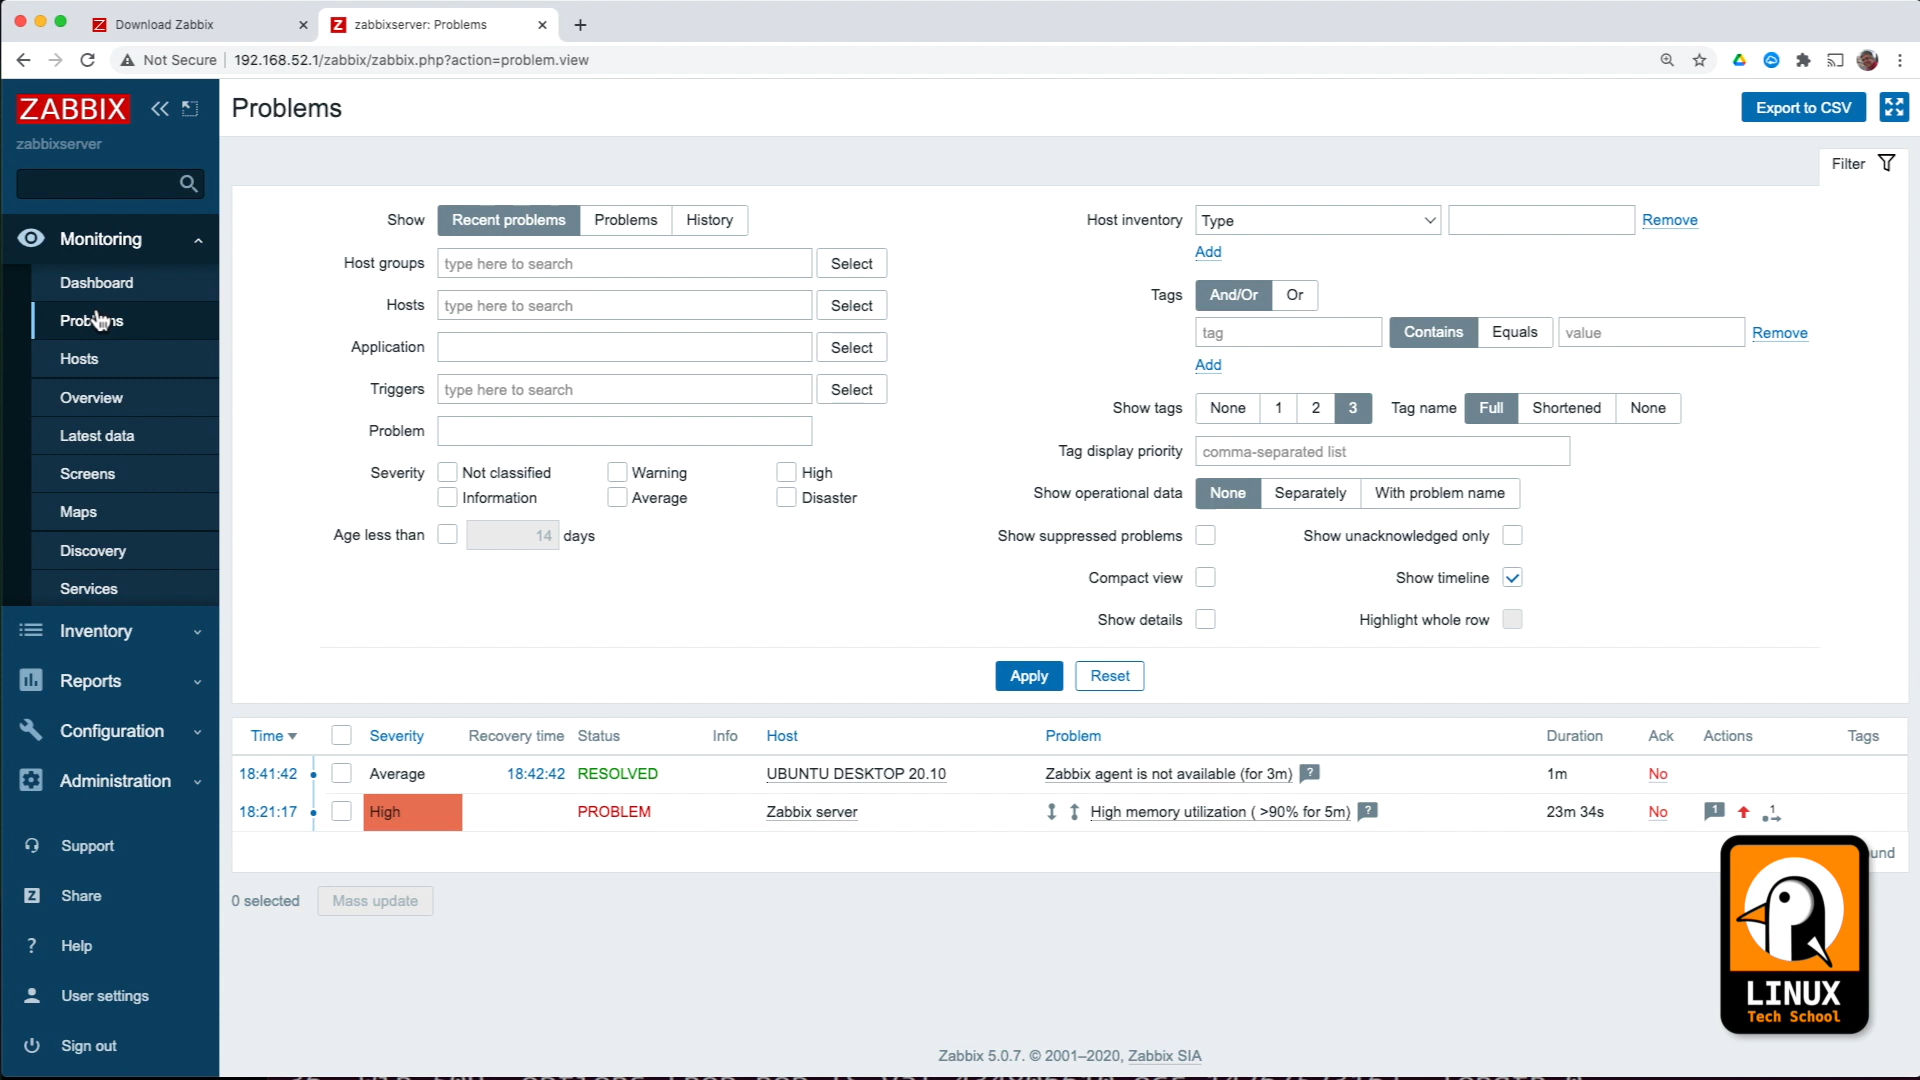 Download Zabbix
zabbixserver: Problems
Not Secure 192.168.52.1/zabbix/zabbix.php?action=problem.view
ZABBIX
zabbixserver
Monitoring
Dashboard
Problems
Hosts
Overview
Latest data
Screens
Maps
Discovery
Services
Inventory
Reports
Configuration
Administration
Support
Share
Help
User settings
Sign out
Problems
Export to CSV
Filter
Show Recent problems Problems History
Host groups type here to search Select
Hosts type here to search Select
Application Select
Triggers type here to search Select
Problem
Severity Not classified Warning High
Information Average Disaster
Age less than 14 days
Host inventory Type Remove
Add
Tags And/Or Or
tag Contains Equals value Remove
Add
Show tags None 1 2 3 Tag name Full Shortened None
Tag display priority comma-separated list
Show operational data None Separately With problem name
Show suppressed problems Show unacknowledged only
Compact view Show timeline
Show details Highlight whole row
Apply Reset
Time Severity Recovery time Status Info Host Problem Duration Ack Actions Tags
18:41:42 Average 18:42:42 RESOLVED UBUNTU DESKTOP 20.10 Zabbix agent is not available (for 3m) ? 1m No
18:21:17 High PROBLEM Zabbix server High memory utilization ( >90% for 5m) ? 23m 34s No 1 1
0 selected Mass update
LINUX
Tech School
Zabbix 5.0.7. © 2001–2020, Zabbix SIA